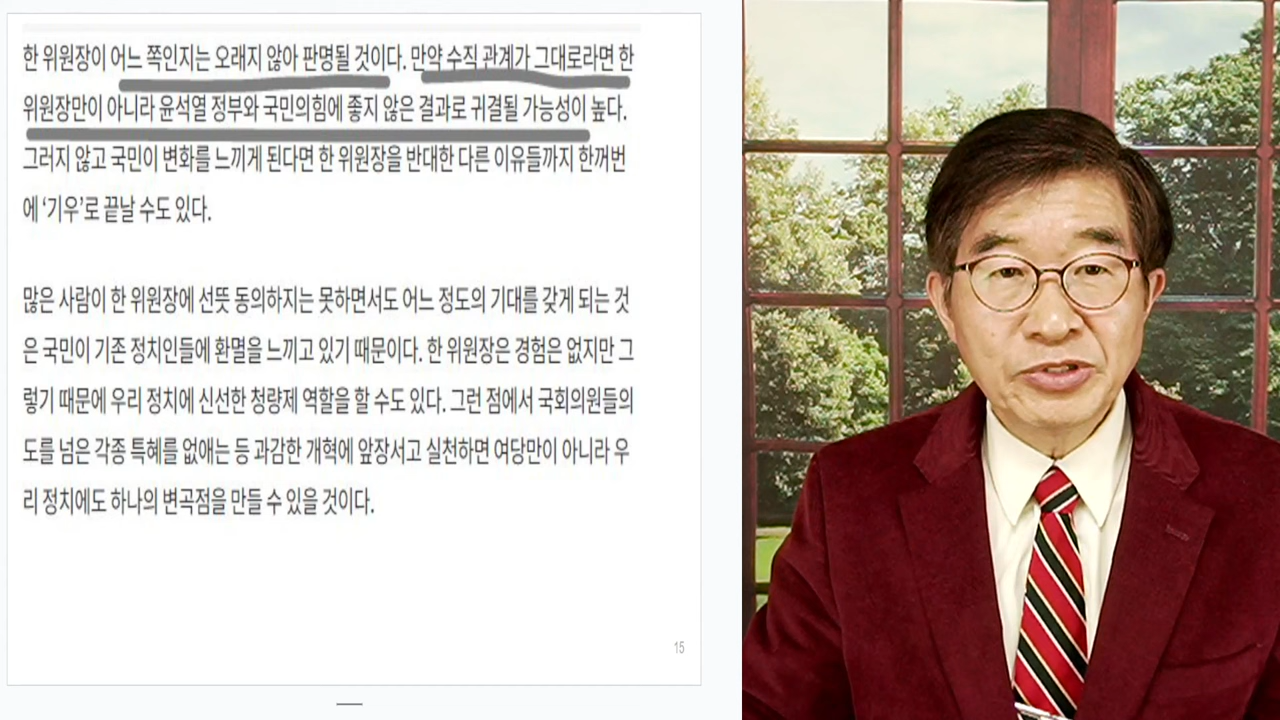 한 위원장이 어느 쪽인지는 오래지 않아 판명될 것이다. 만약 수직 관계가 그대로라면 한
위원장만이 아니라 윤석열 정부와 국민의힘에 좋지 않은 결과로 귀결될 가능성이 높다.
그러지 않고 국민이 변화를 느끼게 된다면 한 위원장을 반대한 다른 이유들까지 한꺼번
에 ‘기우’로 끝날 수도 있다.
많은 사람이 한 위원장에 선뜻 동의하지는 못하면서도 어느 정도의 기대를 갖게 되는 것
은 국민이 기존 정치인들에 환멸을 느끼고 있기 때문이다. 한 위원장은 경험은 없지만 그
렇기 때문에 우리 정치에 신선한 청량제 역할을 할 수도 있다. 그런 점에서 국회의원들의
도를 넘은 각종 특혜를 없애는 등 과감한 개혁에 앞장서고 실천하면 여당만이 아니라 우
리 정치에도 하나의 변곡점을 만들 수 있을 것이다.
15